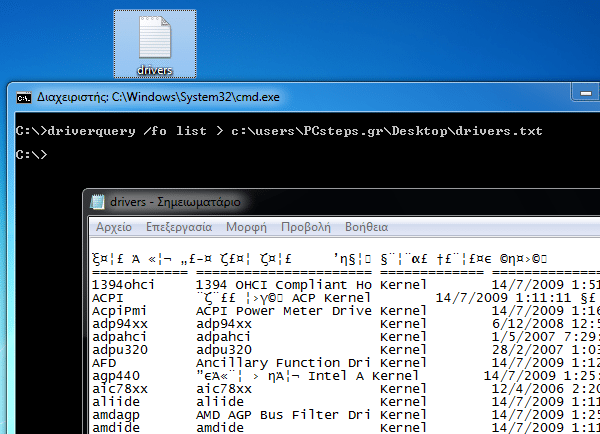 drivers
Διαχειριστής: C:\Windows\System32\cmd.exe
C:\>driverquery /fo list > c:\users\PCsteps.gr\Desktop\drivers.txt
C:\>
drivers - Σημειωματάριο
Αρχείο Επεξεργασία Μορφή Προβολή Βοήθεια
============ ====================== ============= ======================
1394ohci 1394 OHCI Compliant Ho Kernel 14/7/2009 1:51
ACPI ACP Kernel 14/7/2009 1:11:11 §£
AcpiPmi ACPI Power Meter Drive Kernel 14/7/2009 1:16
adp94xx adp94xx Kernel 6/12/2008 12:5
adpahci adpahci Kernel 1/5/2007 7:29:
adpu320 adpu320 Kernel 28/2/2007 1:03
AFD Ancillary Function Dri Kernel 14/7/2009 1:12
agp440 Intel A Kernel 14/7/2009 1:25:
aic78xx aic78xx Kernel 12/4/2006 2:20
aliide aliide Kernel 14/7/2009 1:11
amdagp AMD AGP Bus Filter Dri Kernel 14/7/2009 1:25
amdide amdide Kernel 14/7/2009 1:11